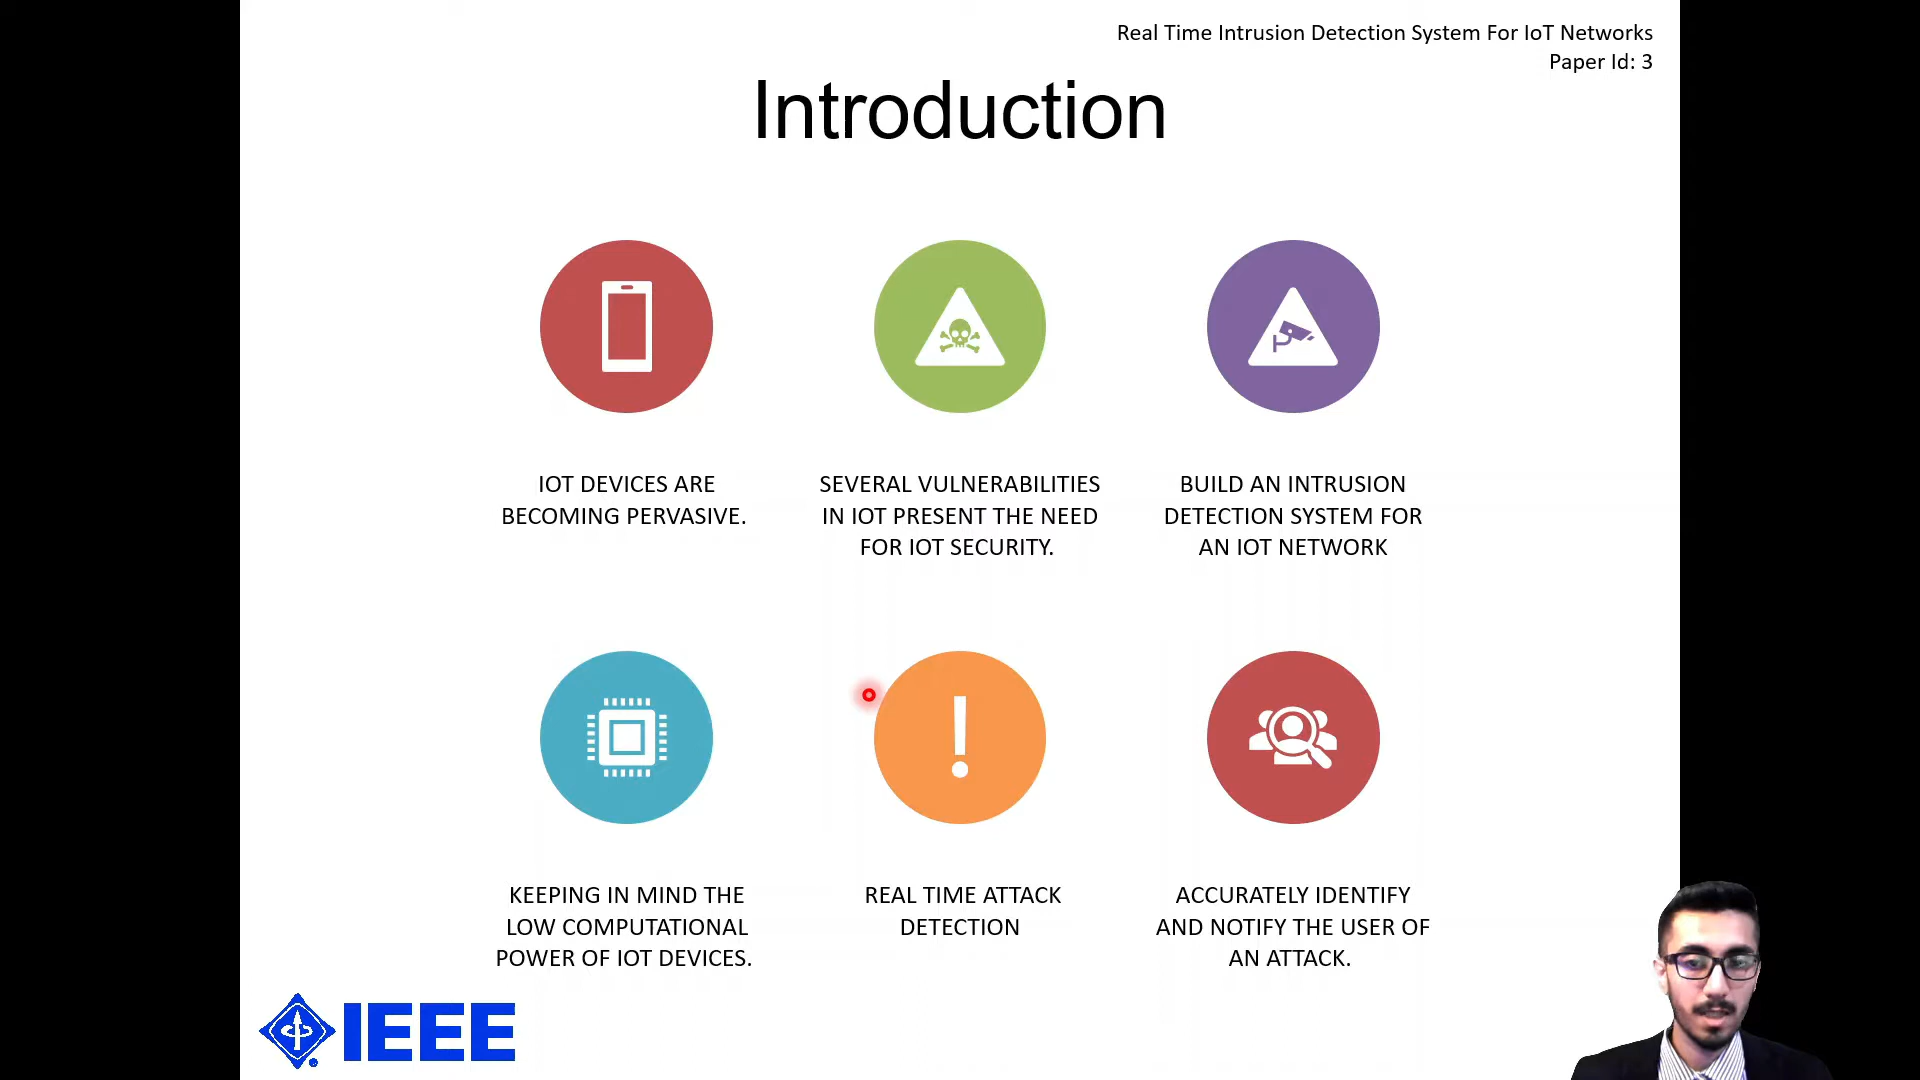 Real Time Intrusion Detection System For IoT Networks
Paper Id: 3
Introduction
IOT DEVICES ARE
BECOMING PERVASIVE.
SEVERAL VULNERABILITIES
IN IOT PRESENT THE NEED
FOR IOT SECURITY.
BUILD AN INTRUSION
DETECTION SYSTEM FOR
AN IOT NETWORK
KEEPING IN MIND THE
LOW COMPUTATIONAL
POWER OF IOT DEVICES.
REAL TIME ATTACK
DETECTION
ACCURATELY IDENTIFY
AND NOTIFY THE USER OF
AN ATTACK.
IEEE